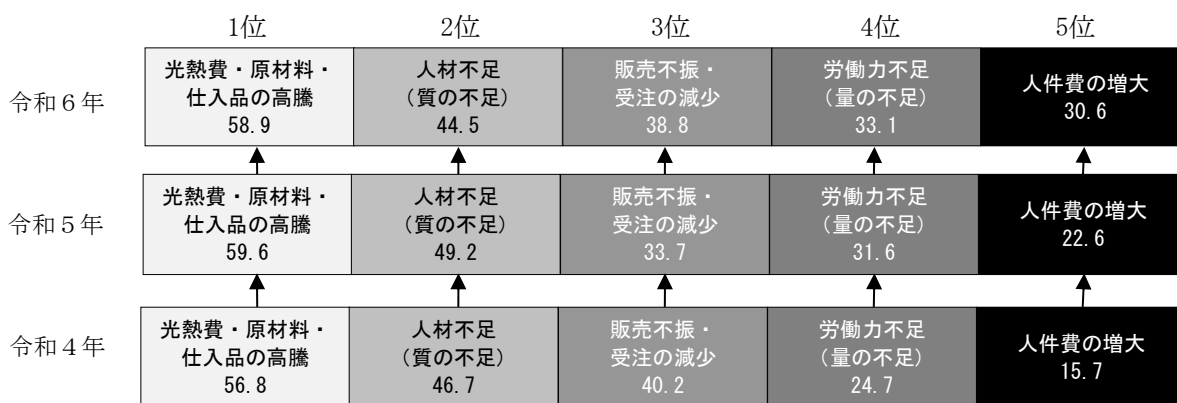 1位 2位 3位 4位 5位
令和６年
光熱費・原材料・
仕入品の高騰
58.9
人材不足
(質の不足)
44.5
販売不振・
受注の減少
38.8
労働力不足
(量の不足)
33.1
人件費の増大
30.6
令和５年
光熱費・原材料・
仕入品の高騰
59.6
人材不足
(質の不足)
49.2
販売不振・
受注の減少
33.7
労働力不足
(量の不足)
31.6
人件費の増大
22.6
令和４年
光熱費・原材料・
仕入品の高騰
56.8
人材不足
(質の不足)
46.7
販売不振・
受注の減少
40.2
労働力不足
(量の不足)
24.7
人件費の増大
15.7